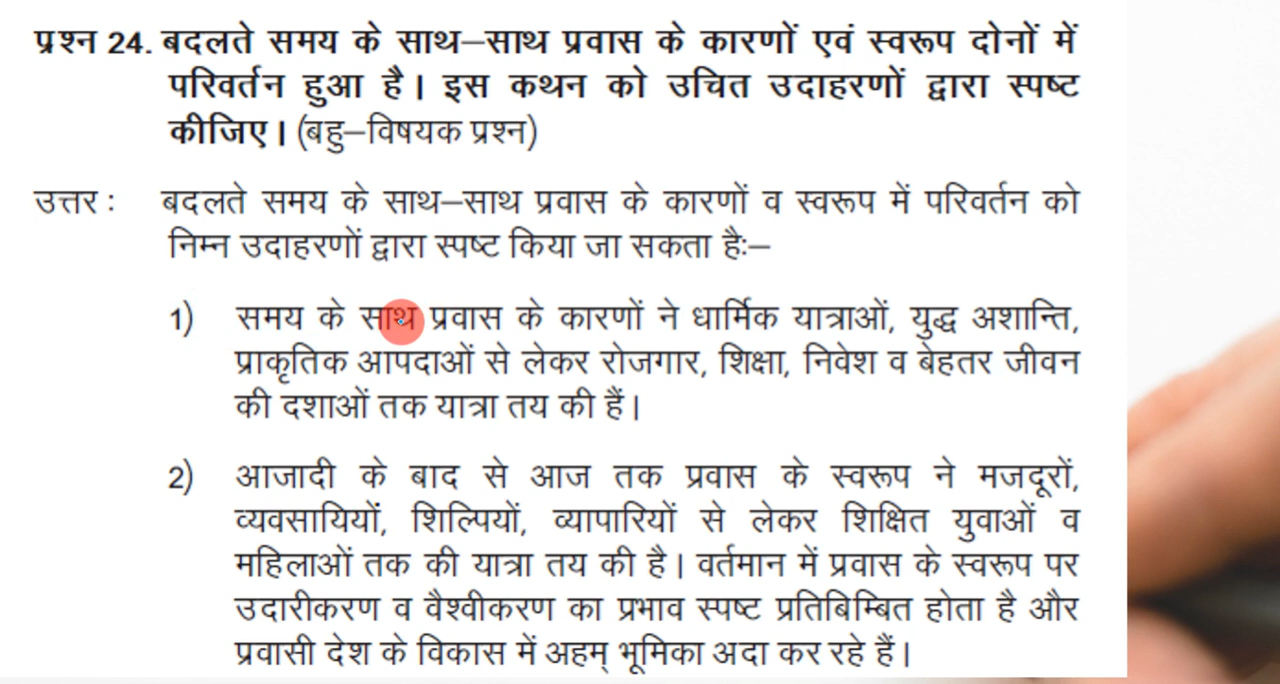 प्रश्न 24. बदलते समय के साथ–साथ प्रवास के कारणों एवं स्वरूप दोनों में
परिवर्तन हुआ है। इस कथन को उचित उदाहरणों द्वारा स्पष्ट
कीजिए। (बहु–विषयक प्रश्न)
उत्तर : बदलते समय के साथ–साथ प्रवास के कारणों व स्वरूप में परिवर्तन को
निम्न उदाहरणों द्वारा स्पष्ट किया जा सकता है:–
1) समय के साथ प्रवास के कारणों ने धार्मिक यात्राओं, युद्ध अशान्ति,
प्राकृतिक आपदाओं से लेकर रोजगार, शिक्षा, निवेश व बेहतर जीवन
की दशाओं तक यात्रा तय की हैं।
2) आजादी के बाद से आज तक प्रवास के स्वरूप ने मजदूरों,
व्यवसायियों, शिल्पियों, व्यापारियों से लेकर शिक्षित युवाओं व
महिलाओं तक की यात्रा तय की है। वर्तमान में प्रवास के स्वरूप पर
उदारीकरण व वैश्वीकरण का प्रभाव स्पष्ट प्रतिबिम्बित होता है और
प्रवासी देश के विकास में अहम् भूमिका अदा कर रहे हैं।